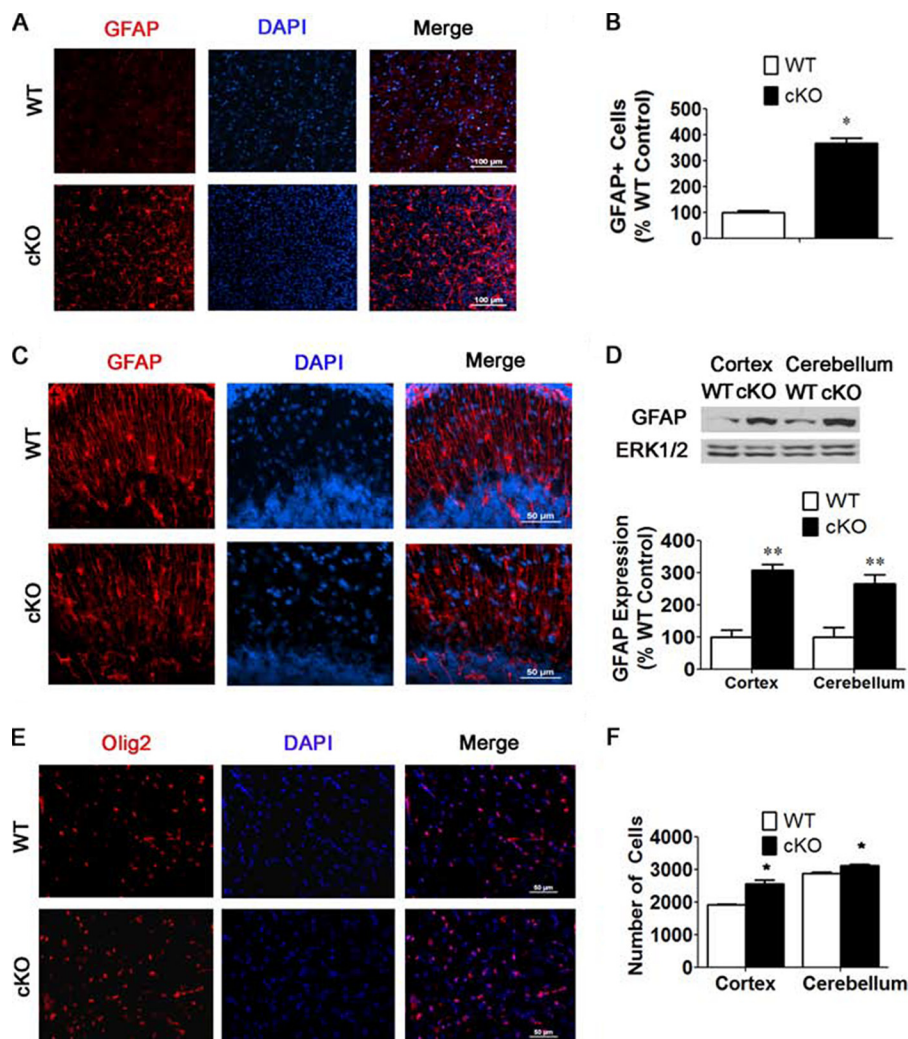 A
GFAP DAPI Merge
WT
100 µm
cKO
100 µm
B
WT
cKO
GFAP+ Cells
(% WT Control)
500
400
300
200
100
0
*
C
GFAP DAPI Merge
WT
50 µm
cKO
50 µm
D
Cortex Cerebellum
WT cKO WT cKO
GFAP
ERK1/2
WT
cKO
GFAP Expression
(% WT Control)
400
300
200
100
0
** **
Cortex Cerebellum
E
Olig2 DAPI Merge
WT
50 µm
cKO
50 µm
F
WT
cKO
Number of Cells
4000
3000
2000
1000
0
* *
Cortex Cerebellum